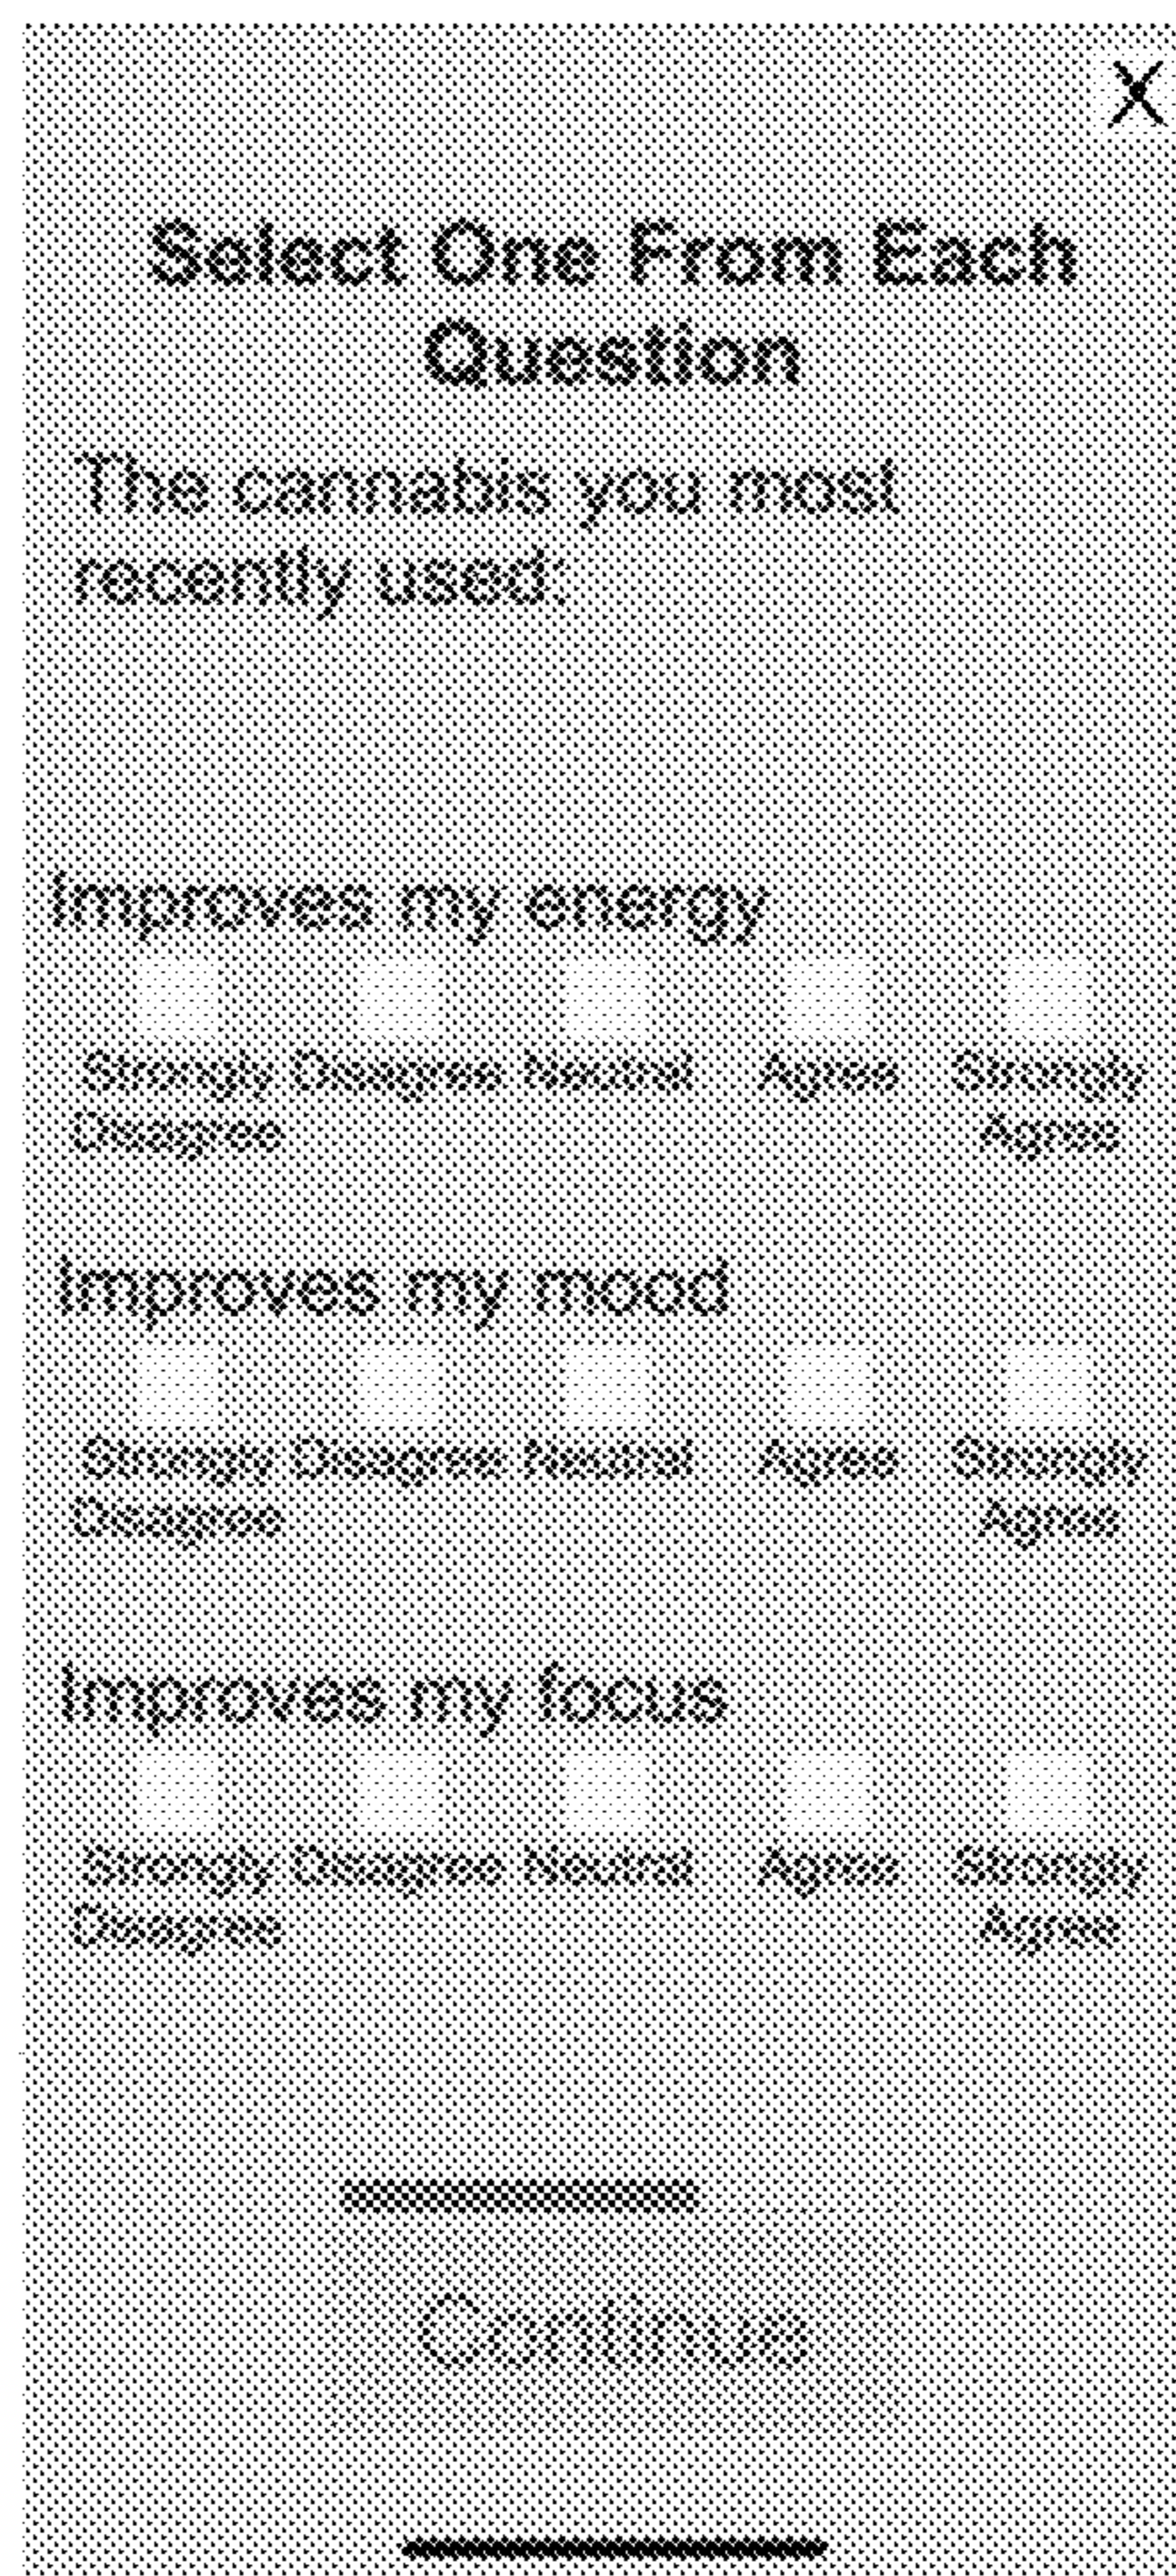 X
Select One From Each
Question
The cannabis you most
recently used:
Improves my energy
Strongly Disagree Neutral Agree Strongly
Disagree Agree
Improves my mood
Strongly Disagree Neutral Agree Strongly
Disagree Agree
Improves my focus
Strongly Disagree Neutral Agree Strongly
Disagree Agree
Continue